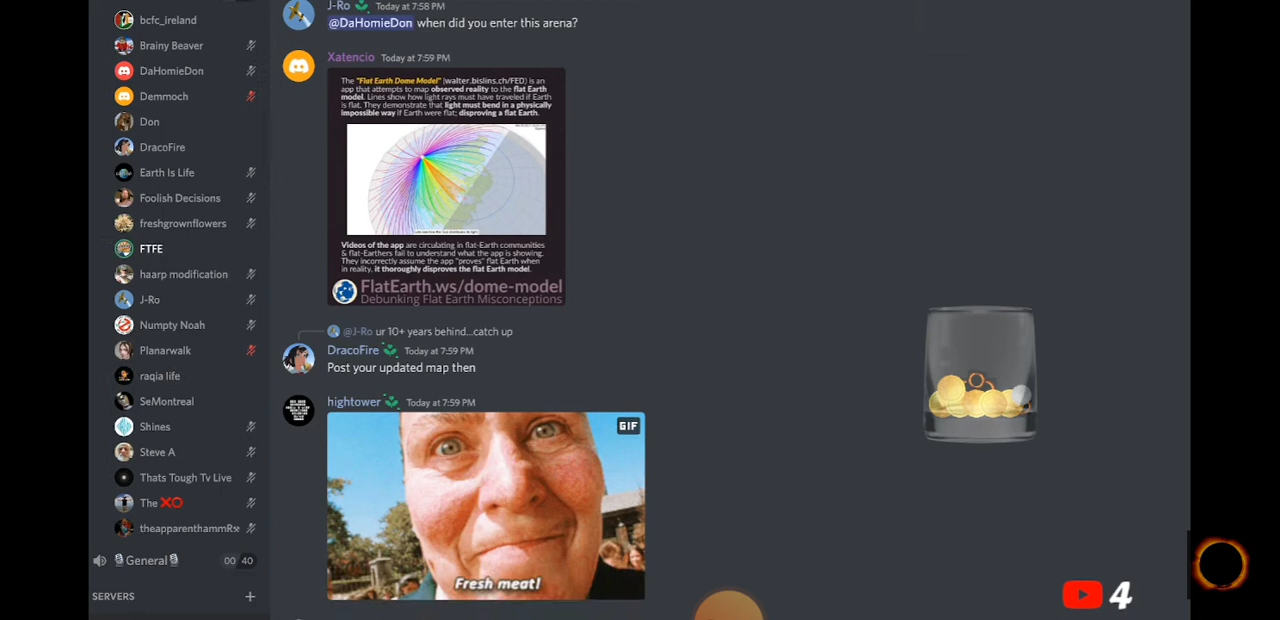 bcfc_ireland
Brainy Beaver
DaHomieDon
Demmoch
Don
DracoFire
Earth Is Life
Foolish Decisions
freshgrownflowers
FTFE
haarp modification
J-Ro
Numpty Noah
Planarwalk
raqia life
SeMontreal
Shines
Steve A
Thats Tough Tv Live
The ❌⭕
theapparenthammRse
General
00 40
SERVERS
J-Ro Today at 7:58 PM
@DaHomieDon when did you enter this arena?
Xatencio Today at 7:59 PM
The "Flat Earth Dome Model" (walter.bislins.ch/FED) is an
app that attempts to map observed reality to the flat Earth
model. Lines show how light rays must have traveled if Earth
is flat. They demonstrate that light must bend in a physically
impossible way if Earth were flat; disproving a flat Earth.
Videos of the app are circulating in flat-Earth communities
& flat-Earthers fail to understand what the app is showing.
They incorrectly assume the app "proves" flat Earth when
in reality, it thoroughly disproves the flat Earth model.
FlatEarth.ws/dome-model
Debunking Flat Earth Misconceptions
@J-Ro ur 10+ years behind...catch up
DracoFire Today at 7:59 PM
Post your updated map then
hightower Today at 7:59 PM
GIF
Fresh meat!
4